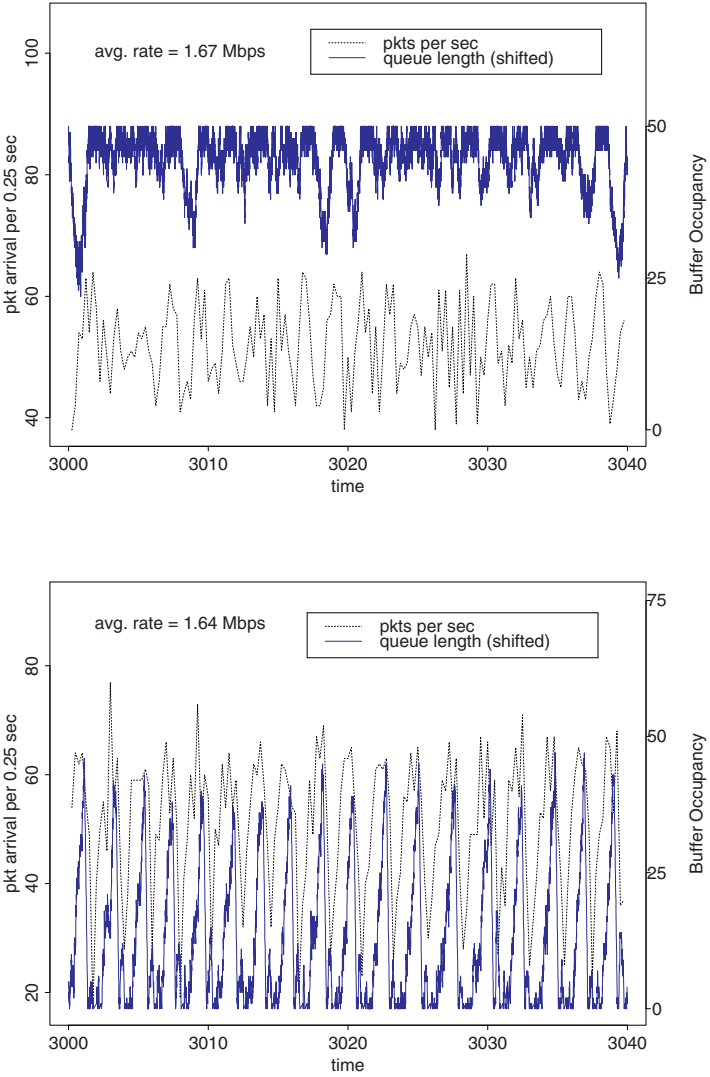 avg. rate = 1.67 Mbps
pkts per sec
queue length (shifted)
pkt arrival per 0.25 sec
100
80
60
40
50
25
0
Buffer Occupancy
3000 3010 3020 3030 3040
time
avg. rate = 1.64 Mbps
pkts per sec
queue length (shifted)
pkt arrival per 0.25 sec
80
60
40
20
75
50
25
0
Buffer Occupancy
3000 3010 3020 3030 3040
time